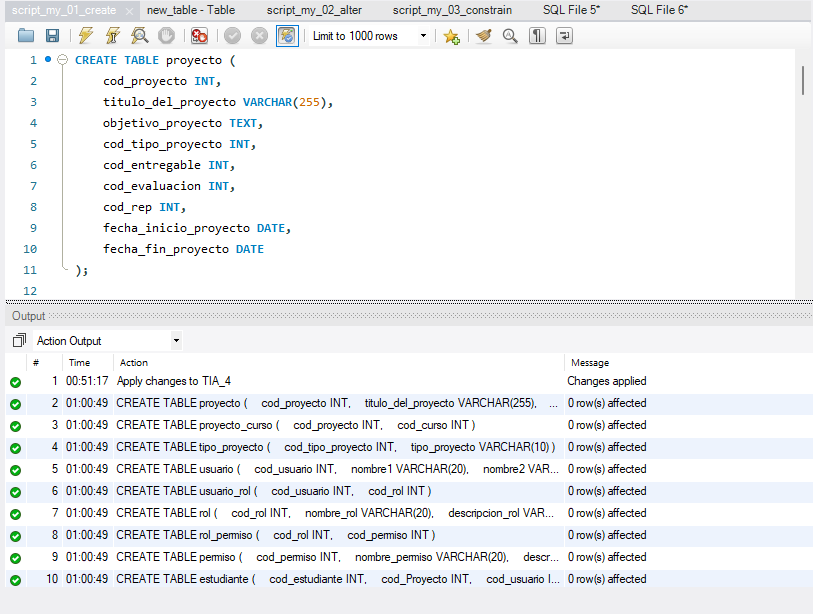 script_my_01_create × new_table - Table script_my_02_alter script_my_03_constrain SQL File 5* SQL File 6*
Limit to 1000 rows
1 CREATE TABLE proyecto (
2 cod_proyecto INT,
3 titulo_del_proyecto VARCHAR(255),
4 objetivo_proyecto TEXT,
5 cod_tipo_proyecto INT,
6 cod_entregable INT,
7 cod_evaluacion INT,
8 cod_rep INT,
9 fecha_inicio_proyecto DATE,
10 fecha_fin_proyecto DATE
11 );
12
Output
Action Output
# Time Action Message
1 00:51:17 Apply changes to TIA_4 Changes applied
2 01:00:49 CREATE TABLE proyecto ( cod_proyecto INT, titulo_del_proyecto VARCHAR(255), ... 0 row(s) affected
3 01:00:49 CREATE TABLE proyecto_curso ( cod_proyecto INT, cod_curso INT ) 0 row(s) affected
4 01:00:49 CREATE TABLE tipo_proyecto ( cod_tipo_proyecto INT, tipo_proyecto VARCHAR(10) ) 0 row(s) affected
5 01:00:49 CREATE TABLE usuario ( cod_usuario INT, nombre1 VARCHAR(20), nombre2 VAR... 0 row(s) affected
6 01:00:49 CREATE TABLE usuario_rol ( cod_usuario INT, cod_rol INT ) 0 row(s) affected
7 01:00:49 CREATE TABLE rol ( cod_rol INT, nombre_rol VARCHAR(20), descripcion_rol VAR... 0 row(s) affected
8 01:00:49 CREATE TABLE rol_permiso ( cod_rol INT, cod_permiso INT ) 0 row(s) affected
9 01:00:49 CREATE TABLE permiso ( cod_permiso INT, nombre_permiso VARCHAR(20), descr... 0 row(s) affected
10 01:00:49 CREATE TABLE estudiante ( cod_estudiante INT, cod_Proyecto INT, cod_usuario I... 0 row(s) affected